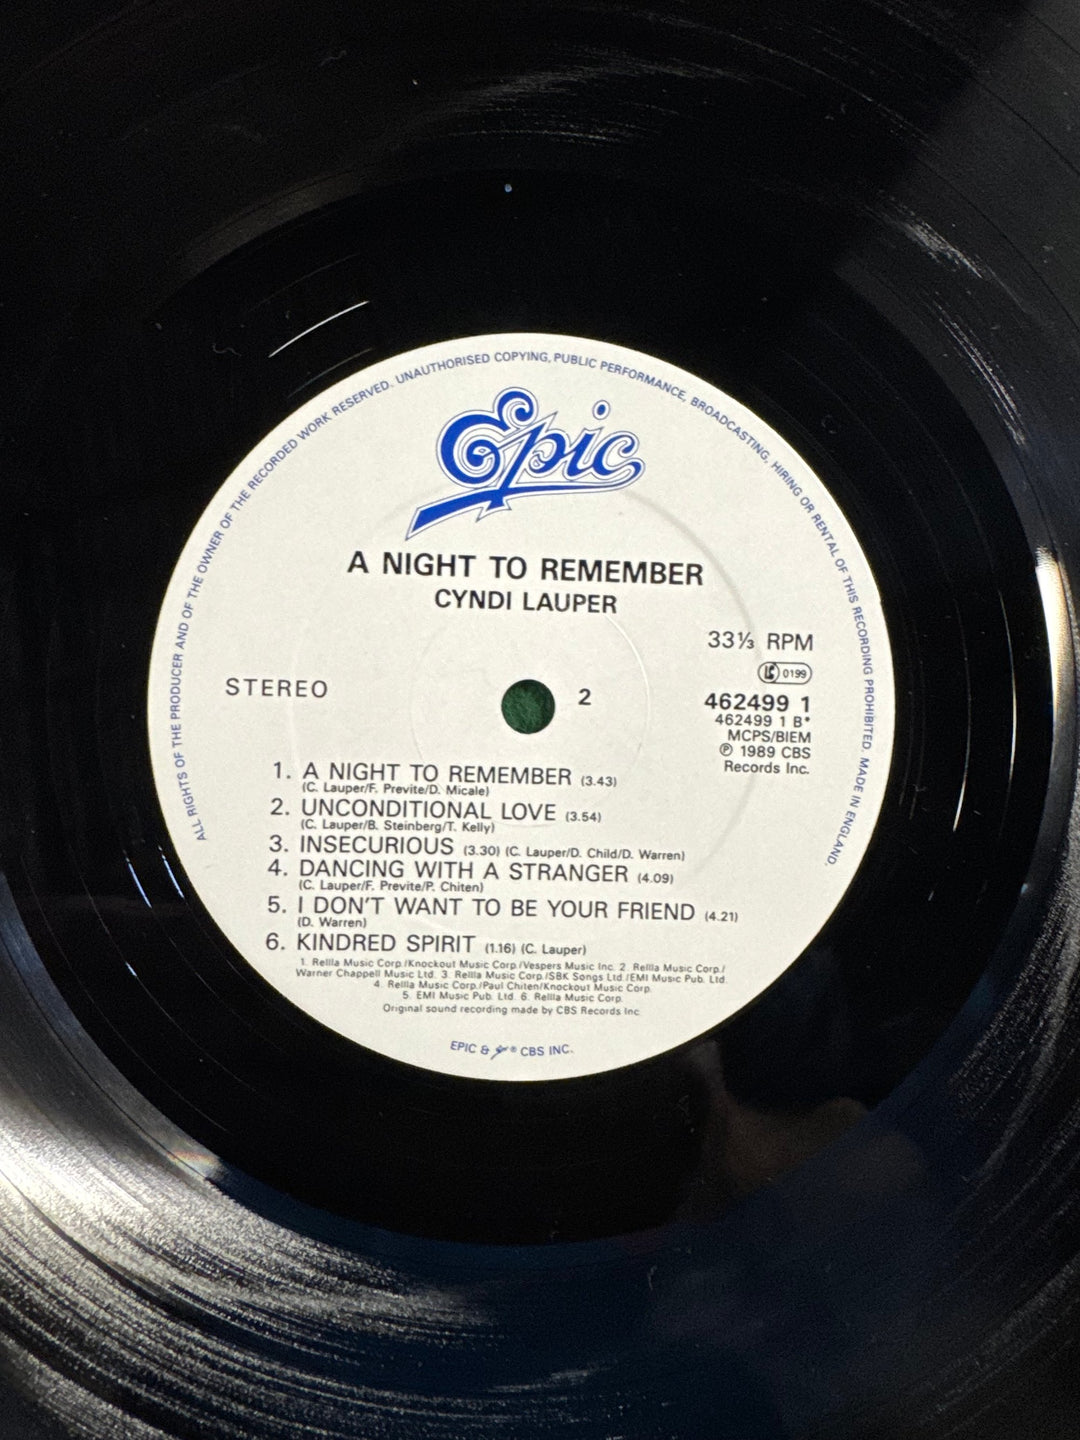 ALL RIGHTS OF THE PRODUCER AND OF THE OWNER OF THE RECORDED WORK RESERVED. UNAUTHORISED COPYING, PUBLIC PERFORMANCE, BROADCASTING, HIRING OR RENTAL OF THIS RECORDING PROHIBITED. MADE IN ENGLAND.
Epic
A NIGHT TO REMEMBER
CYNDI LAUPER
33⅓ RPM
LC 0199
STEREO
2
462499 1
462499 1 B*
MCPS/BIEM
℗ 1989 CBS
Records Inc.
1. A NIGHT TO REMEMBER (3.43)
(C. Lauper/F. Previte/D. Micale)
2. UNCONDITIONAL LOVE (3.54)
(C. Lauper/B. Steinberg/T. Kelly)
3. INSECURIOUS (3.30) (C. Lauper/D. Child/D. Warren)
4. DANCING WITH A STRANGER (4.09)
(C. Lauper/F. Previte/P. Chiten)
5. I DON'T WANT TO BE YOUR FRIEND (4.21)
(D. Warren)
6. KINDRED SPIRIT (1.16) (C. Lauper)
1. Rellla Music Corp./Knockout Music Corp./Vespers Music Inc. 2. Rellla Music Corp./
Warner Chappell Music Ltd. 3. Rellla Music Corp./SBK Songs Ltd./EMI Music Pub. Ltd.
4. Rellla Music Corp./Paul Chiten/Knockout Music Corp.
5. EMI Music Pub. Ltd. 6. Rellla Music Corp.
Original sound recording made by CBS Records Inc.
EPIC & ® CBS INC.